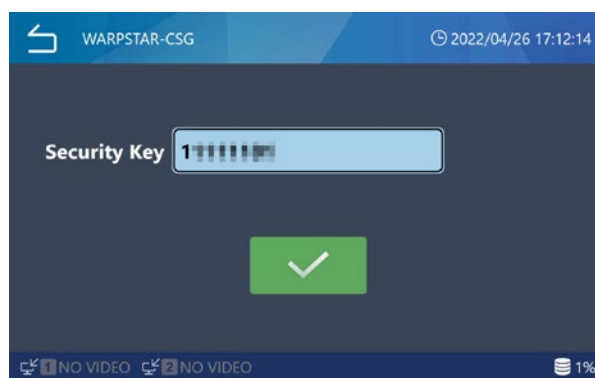 WARPSTAR-CSG 2022/04/26 17:12:14
Security Key 1
1 NO VIDEO 2 NO VIDEO 1%